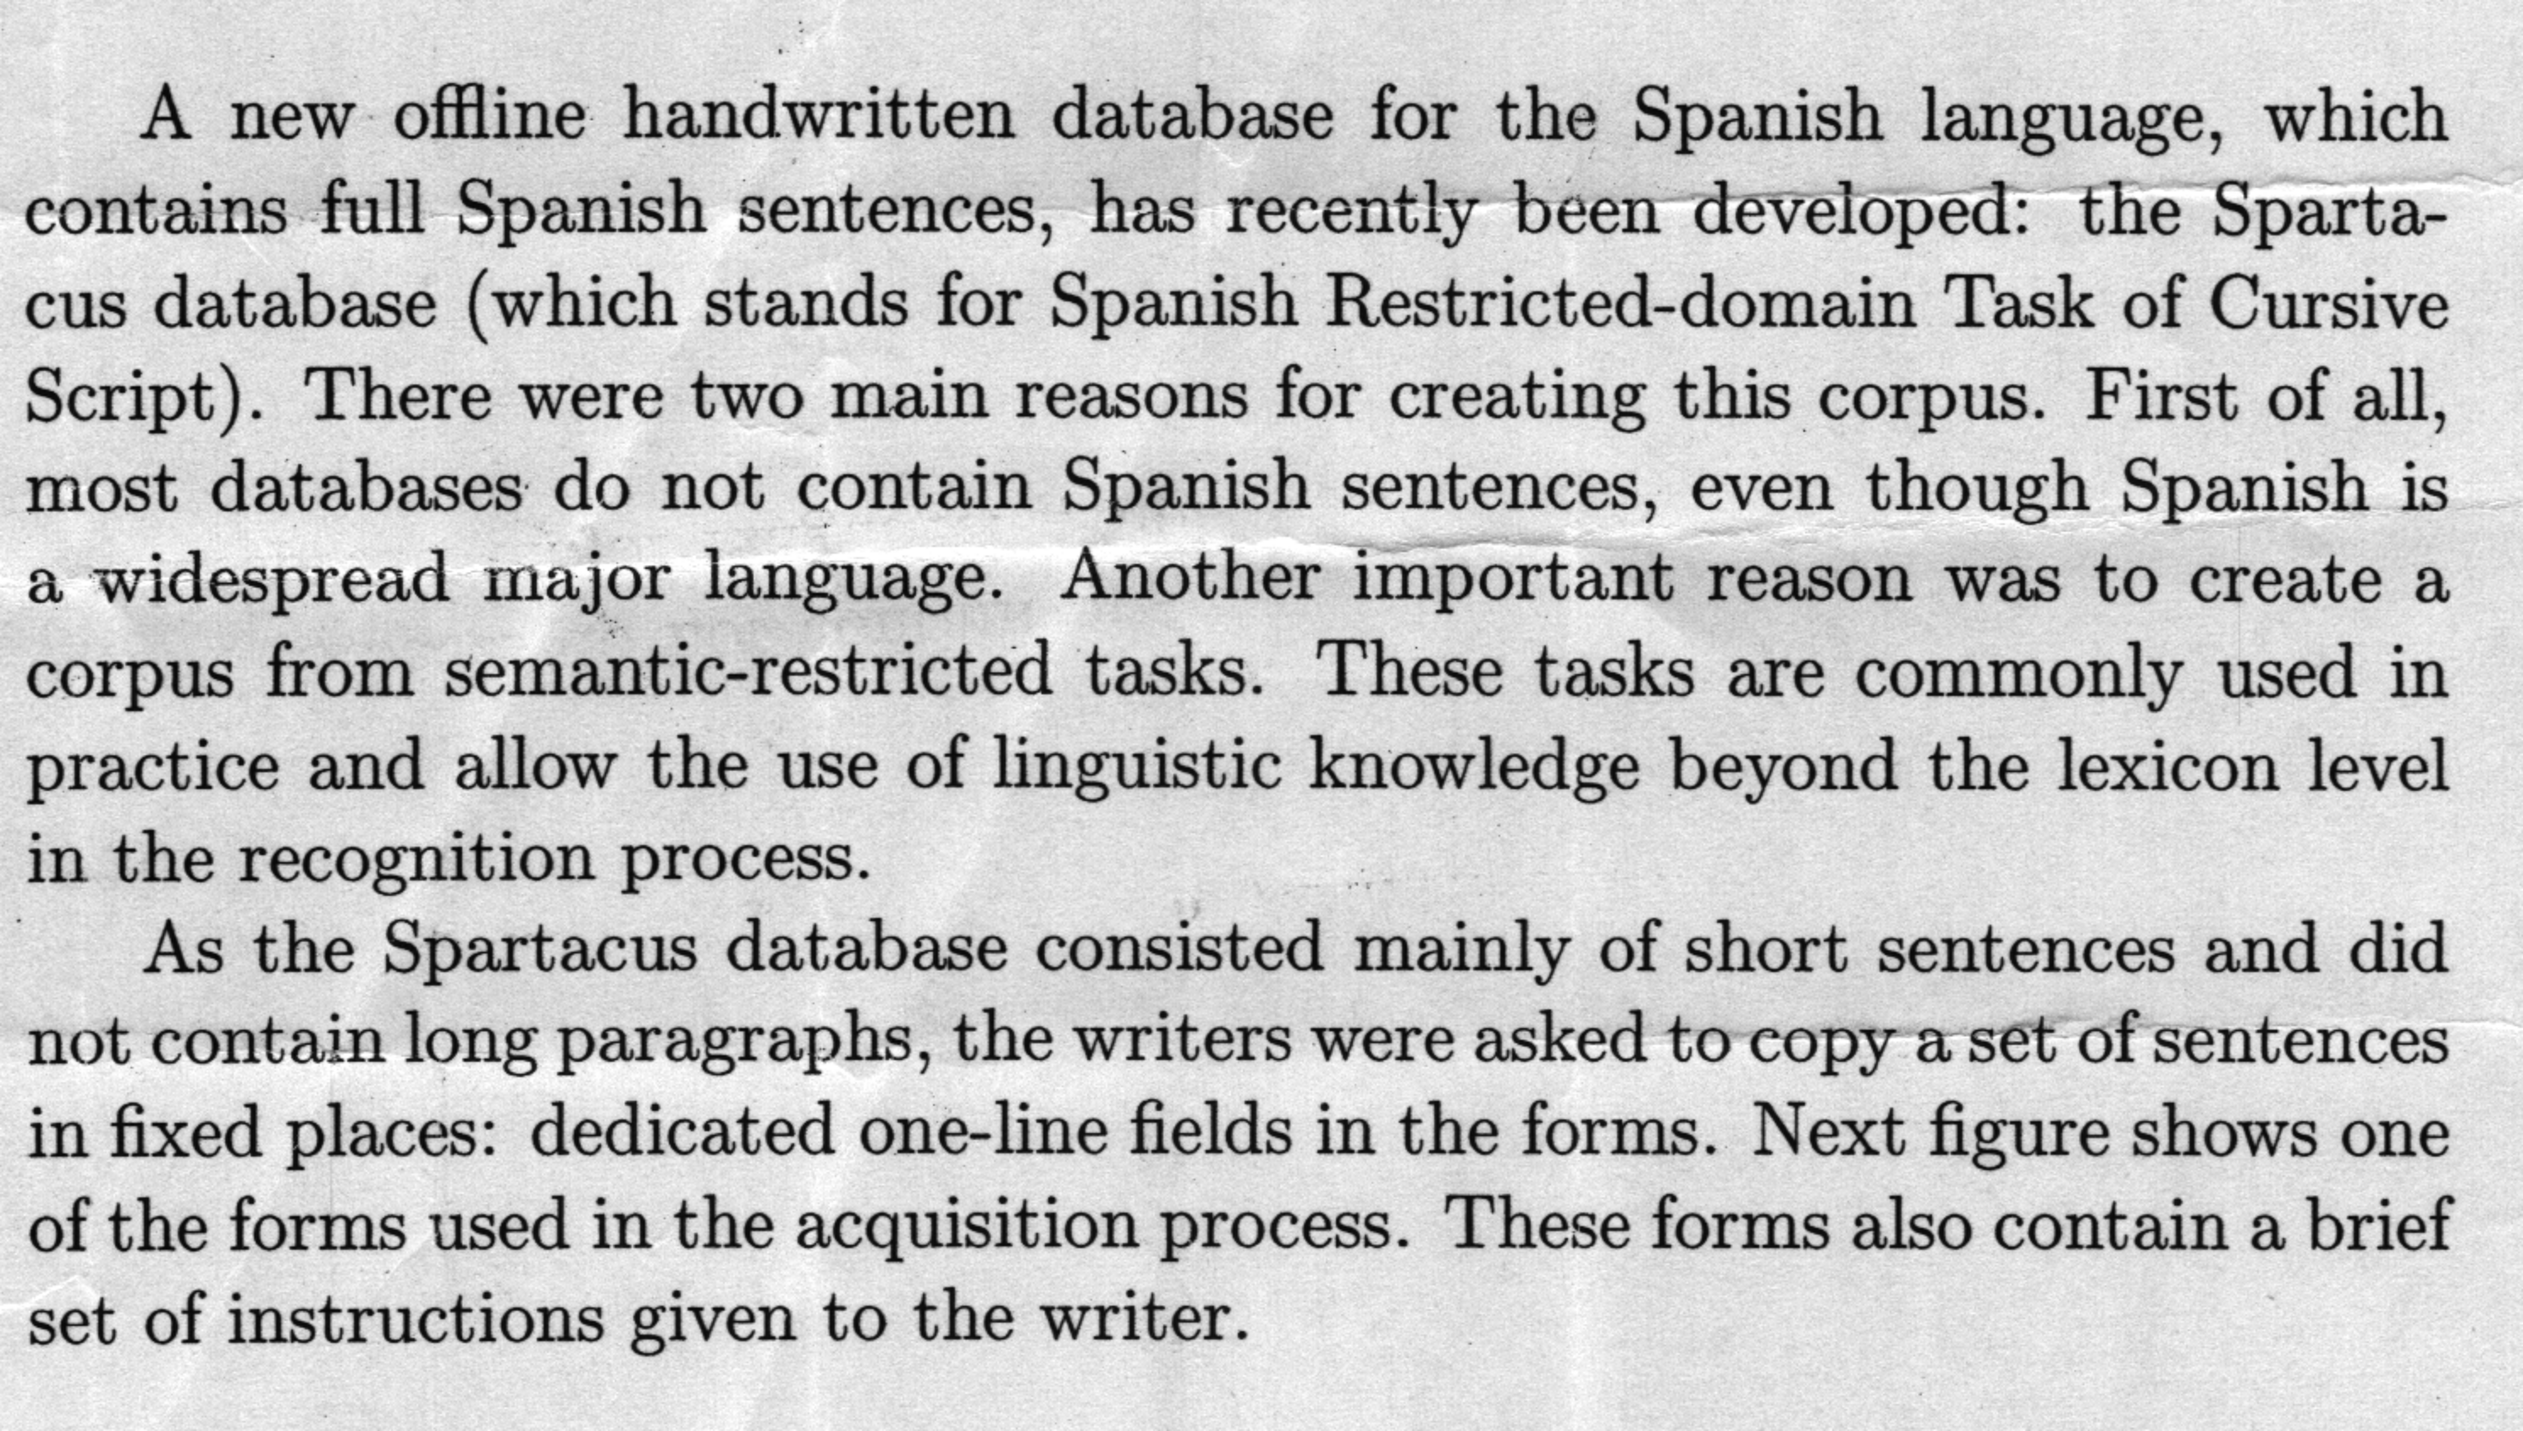 A new offline handwritten database for the Spanish language, which
contains full Spanish sentences, has recently been developed: the Sparta-
cus database (which stands for Spanish Restricted-domain Task of Cursive
Script). There were two main reasons for creating this corpus. First of all,
most databases do not contain Spanish sentences, even though Spanish is
a widespread major language. Another important reason was to create a
corpus from semantic-restricted tasks. These tasks are commonly used in
practice and allow the use of linguistic knowledge beyond the lexicon level
in the recognition process.
As the Spartacus database consisted mainly of short sentences and did
not contain long paragraphs, the writers were asked to copy a set of sentences
in fixed places: dedicated one-line fields in the forms. Next figure shows one
of the forms used in the acquisition process. These forms also contain a brief
set of instructions given to the writer.